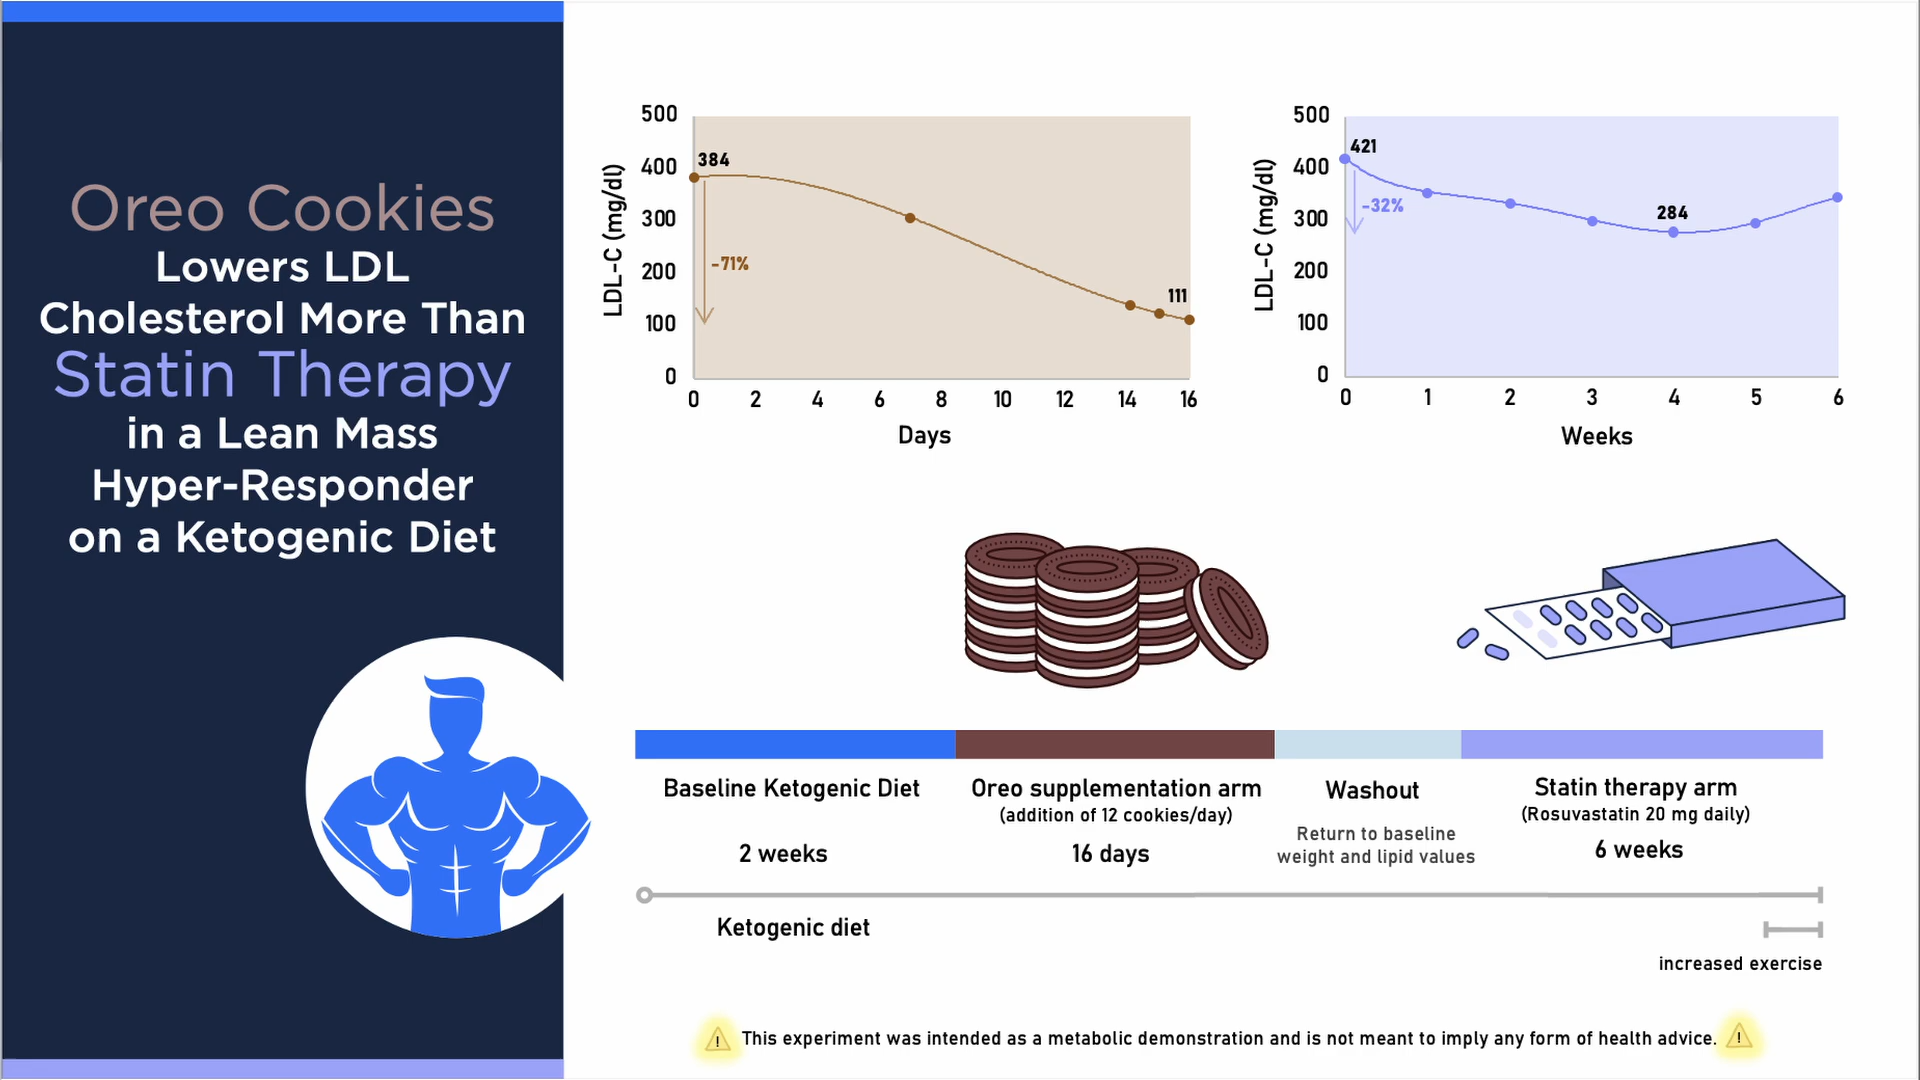 Oreo Cookies
Lowers LDL
Cholesterol More Than
Statin Therapy
in a Lean Mass
Hyper-Responder
on a Ketogenic Diet
LDL-C (mg/dl)
500
400
300
200
100
0
384
-71%
111
0 2 4 6 8 10 12 14 16
Days
LDL-C (mg/dl)
500
400
300
200
100
0
421
-32%
284
0 1 2 3 4 5 6
Weeks
Baseline Ketogenic Diet
2 weeks
Oreo supplementation arm
(addition of 12 cookies/day)
16 days
Washout
Return to baseline
weight and lipid values
Statin therapy arm
(Rosuvastatin 20 mg daily)
6 weeks
Ketogenic diet
increased exercise
! This experiment was intended as a metabolic demonstration and is not meant to imply any form of health advice. !